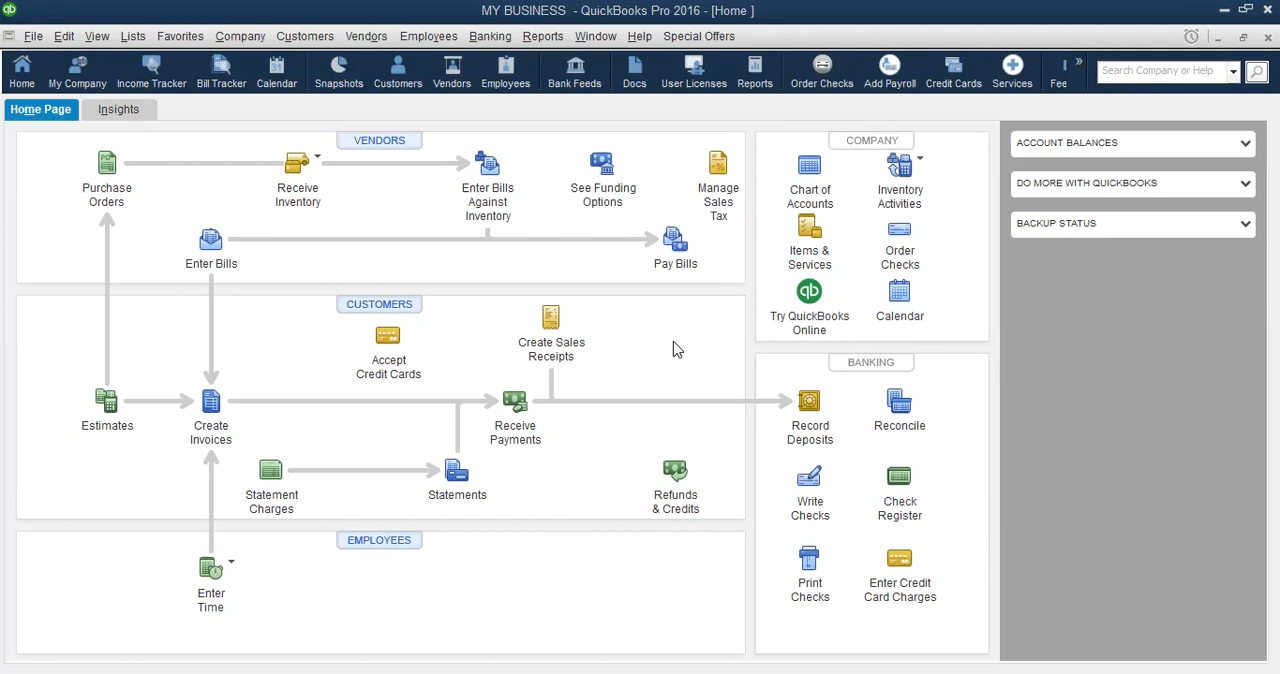 qb
MY BUSINESS - QuickBooks Pro 2016 - [Home ]
File Edit View Lists Favorites Company Customers Vendors Employees Banking Reports Window Help Special Offers
Home My Company Income Tracker Bill Tracker Calendar Snapshots Customers Vendors Employees Bank Feeds Docs User Licenses Reports Order Checks Add Payroll Credit Cards Services Fee » Search Company or Help
Home Page Insights
VENDORS
Purchase
Orders
Receive
Inventory
Enter Bills
Against
Inventory
See Funding
Options
Manage
Sales
Tax
Enter Bills
Pay Bills
CUSTOMERS
Accept
Credit Cards
Create Sales
Receipts
Estimates
Create
Invoices
Receive
Payments
Statement
Charges
Statements
Refunds
& Credits
EMPLOYEES
Enter
Time
COMPANY
Chart of
Accounts
Inventory
Activities
Items &
Services
Order
Checks
qb
Try QuickBooks
Online
Calendar
BANKING
Record
Deposits
Reconcile
Write
Checks
Check
Register
Print
Checks
Enter Credit
Card Charges
ACCOUNT BALANCES
DO MORE WITH QUICKBOOKS
BACKUP STATUS